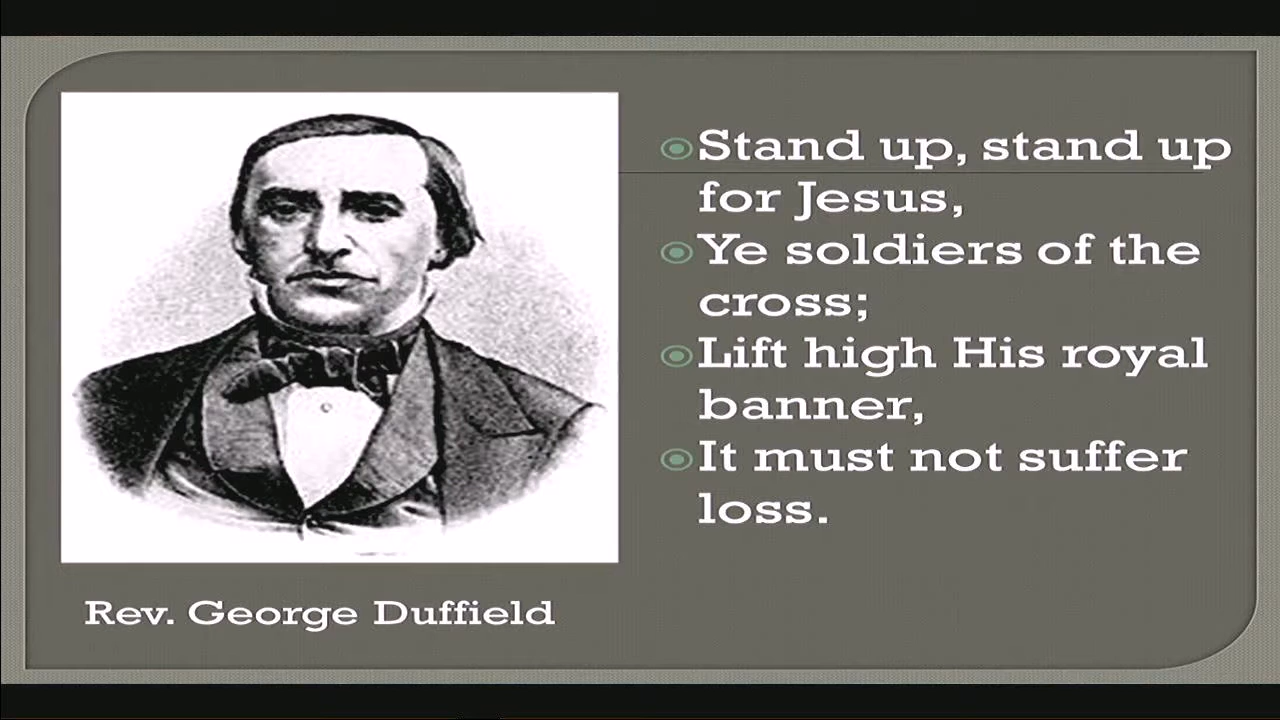 Stand up, stand up
for Jesus,
Ye soldiers of the
cross;
Lift high His royal
banner,
It must not suffer
loss.
Rev. George Duffield